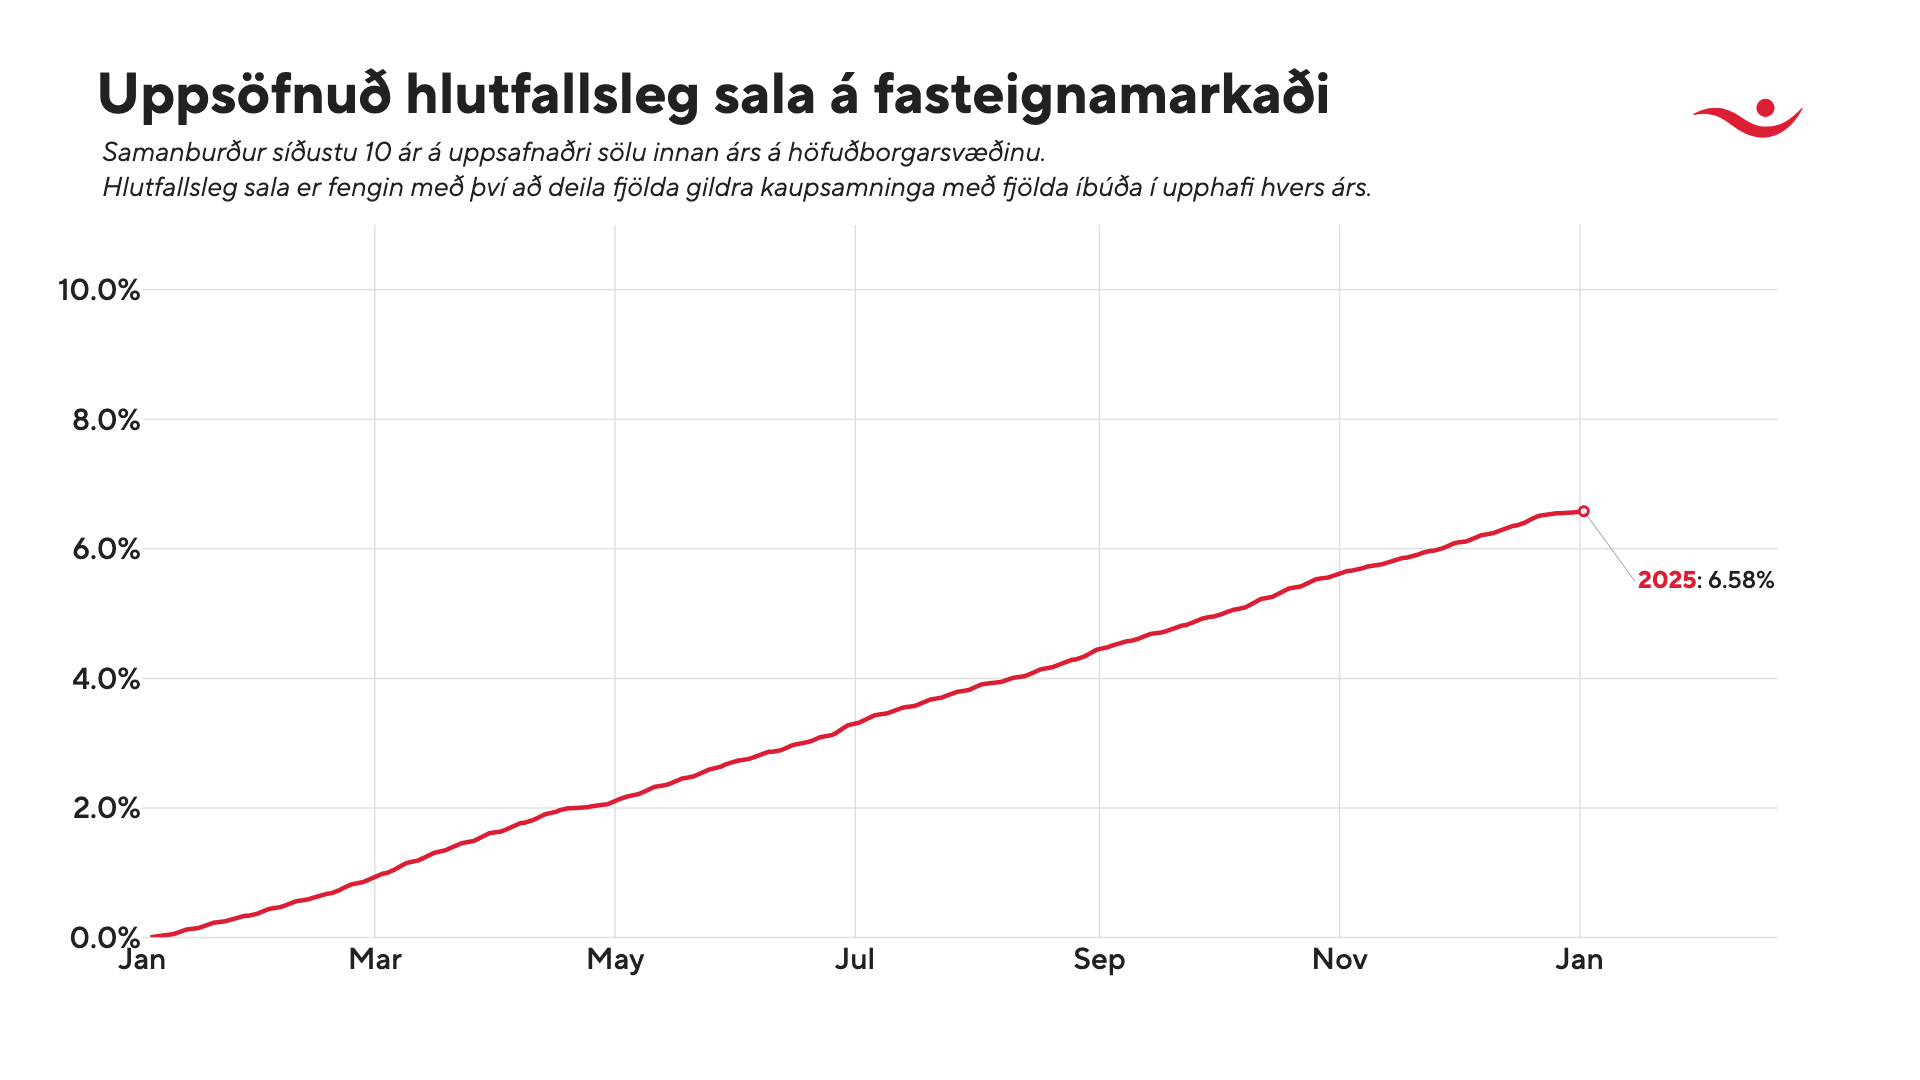 Uppsöfnuð hlutfallsleg sala á fasteignamarkaði
Samanburður síðustu 10 ár á uppsafnaðri sölu innan árs á höfuðborgarsvæðinu.
Hlutfallsleg sala er fengin með því að deila fjölda gildra kaupsamninga með fjölda íbúða í upphafi hvers árs.
10.0%
8.0%
6.0%
2025: 6.58%
4.0%
2.0%
0.0%
Jan Mar May Jul Sep Nov Jan